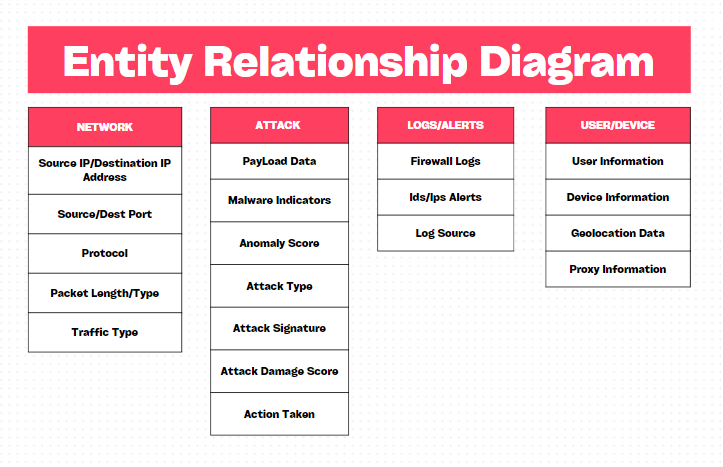 Entity Relationship Diagram
NETWORK
Source IP/Destination IP
Address
Source/Dest Port
Protocol
Packet Length/Type
Traffic Type
ATTACK
PayLoad Data
Malware Indicators
Anomaly Score
Attack Type
Attack Signature
Attack Damage Score
Action Taken
LOGS/ALERTS
Firewall Logs
Ids/Ips Alerts
Log Source
USER/DEVICE
User Information
Device Information
Geolocation Data
Proxy Information